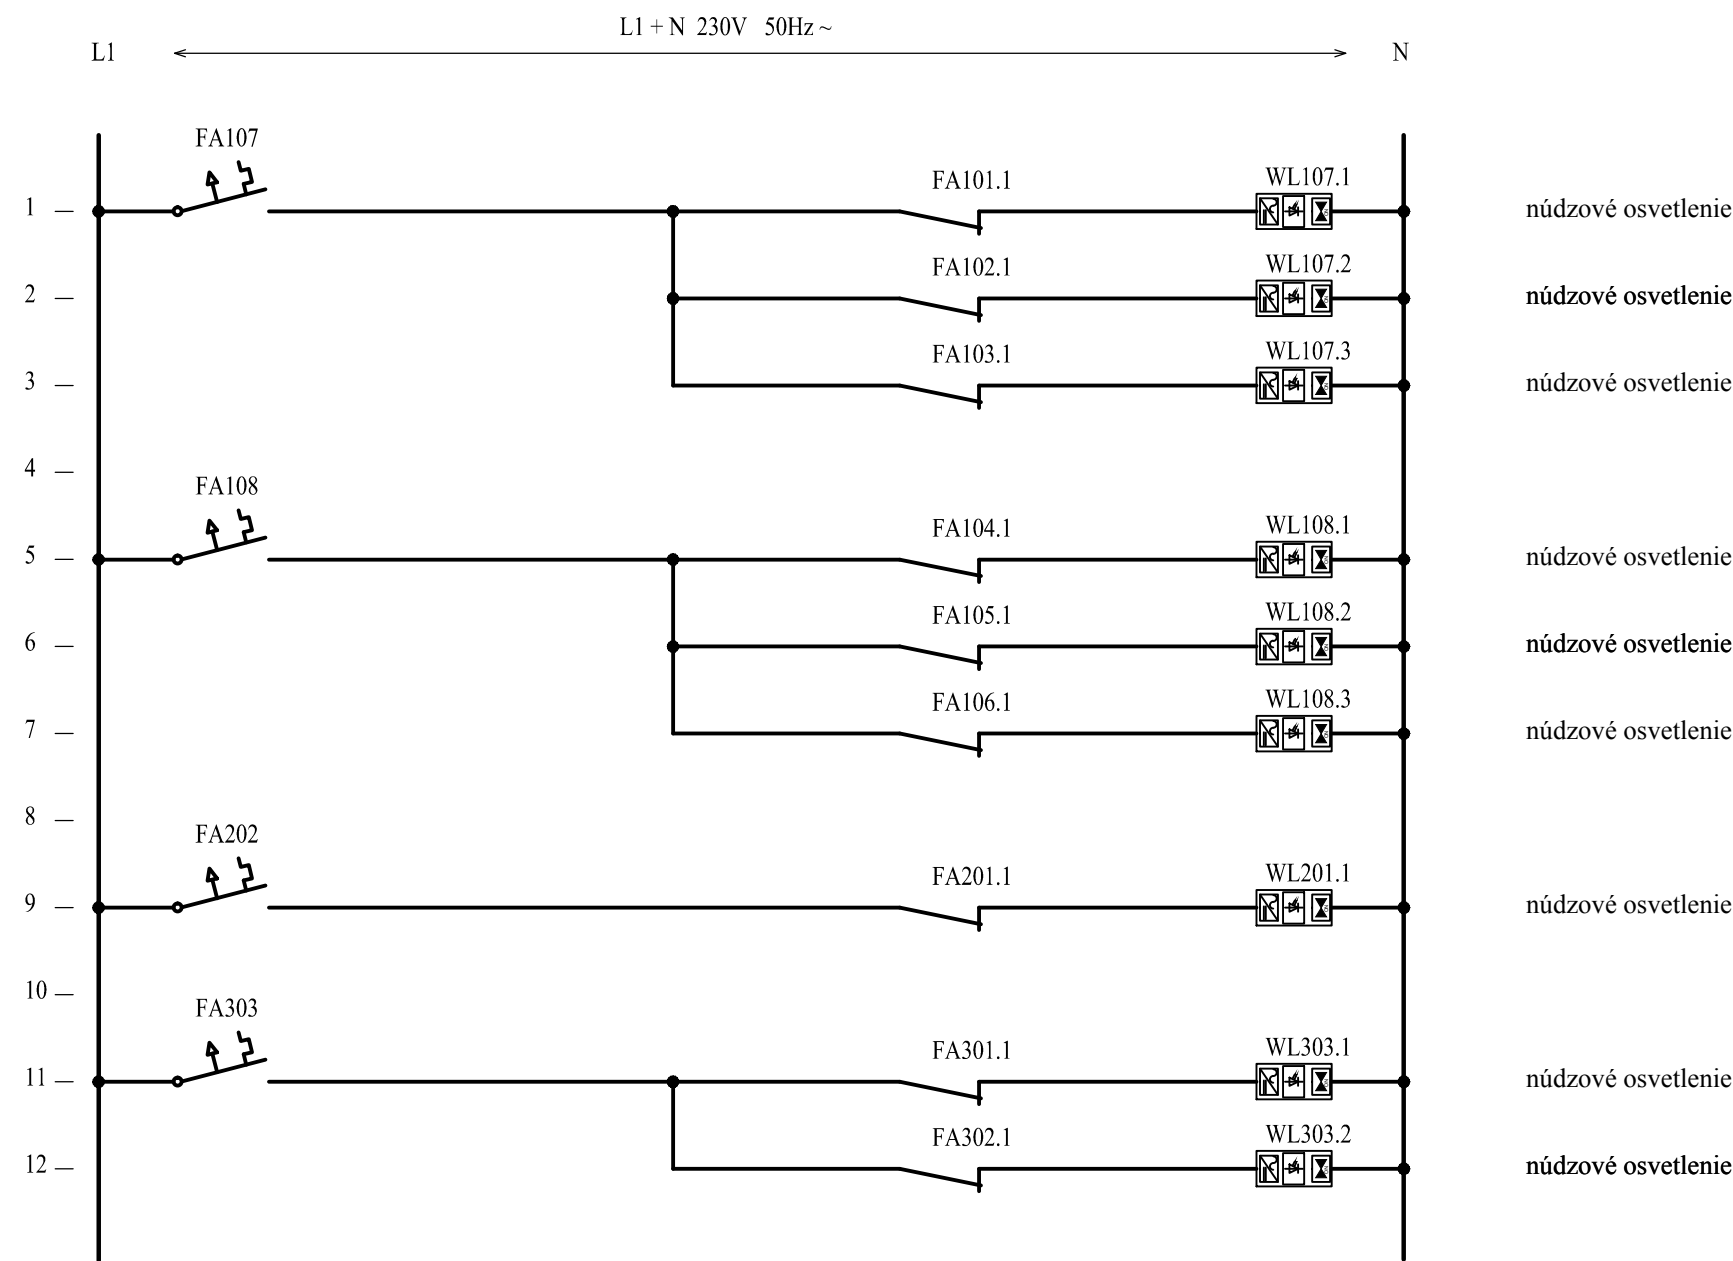 L1 + N 230V 50Hz ~
L1 N
FA107
1 FA101.1 WL107.1 núdzové osvetlenie
2 FA102.1 WL107.2 núdzové osvetlenie
3 FA103.1 WL107.3 núdzové osvetlenie
4
FA108
5 FA104.1 WL108.1 núdzové osvetlenie
6 FA105.1 WL108.2 núdzové osvetlenie
7 FA106.1 WL108.3 núdzové osvetlenie
8
FA202
9 FA201.1 WL201.1 núdzové osvetlenie
10
FA303
11 FA301.1 WL303.1 núdzové osvetlenie
12 FA302.1 WL303.2 núdzové osvetlenie